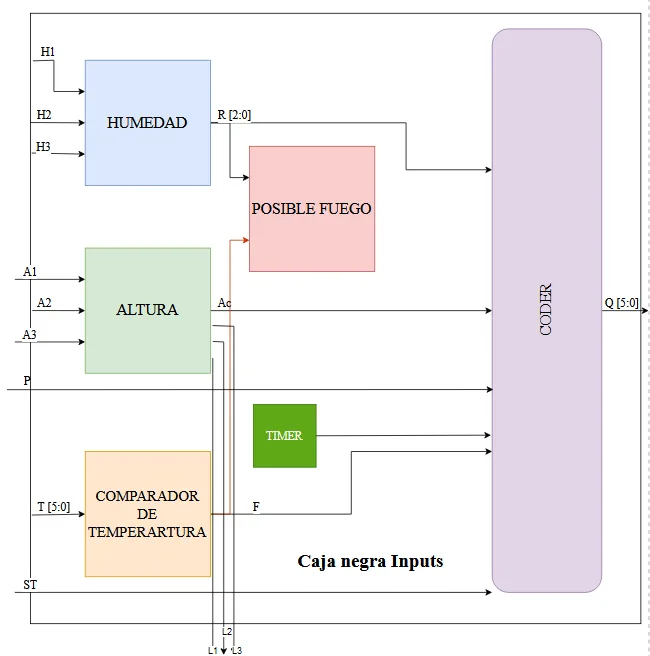 H1
H2
H3
HUMEDAD
R [2:0]
POSIBLE FUEGO
A1
A2
A3
ALTURA
Ac
CODER
Q [5:0]
P
TIMER
T [5:0]
COMPARADOR
DE
TEMPERARTURA
F
Caja negra Inputs
ST
L2
L1
L3